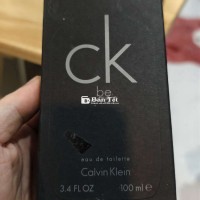 ck
be
Bán Tốt
eau de toilette
Calvin Klein
3.4 FL OZ 100 ml ℮